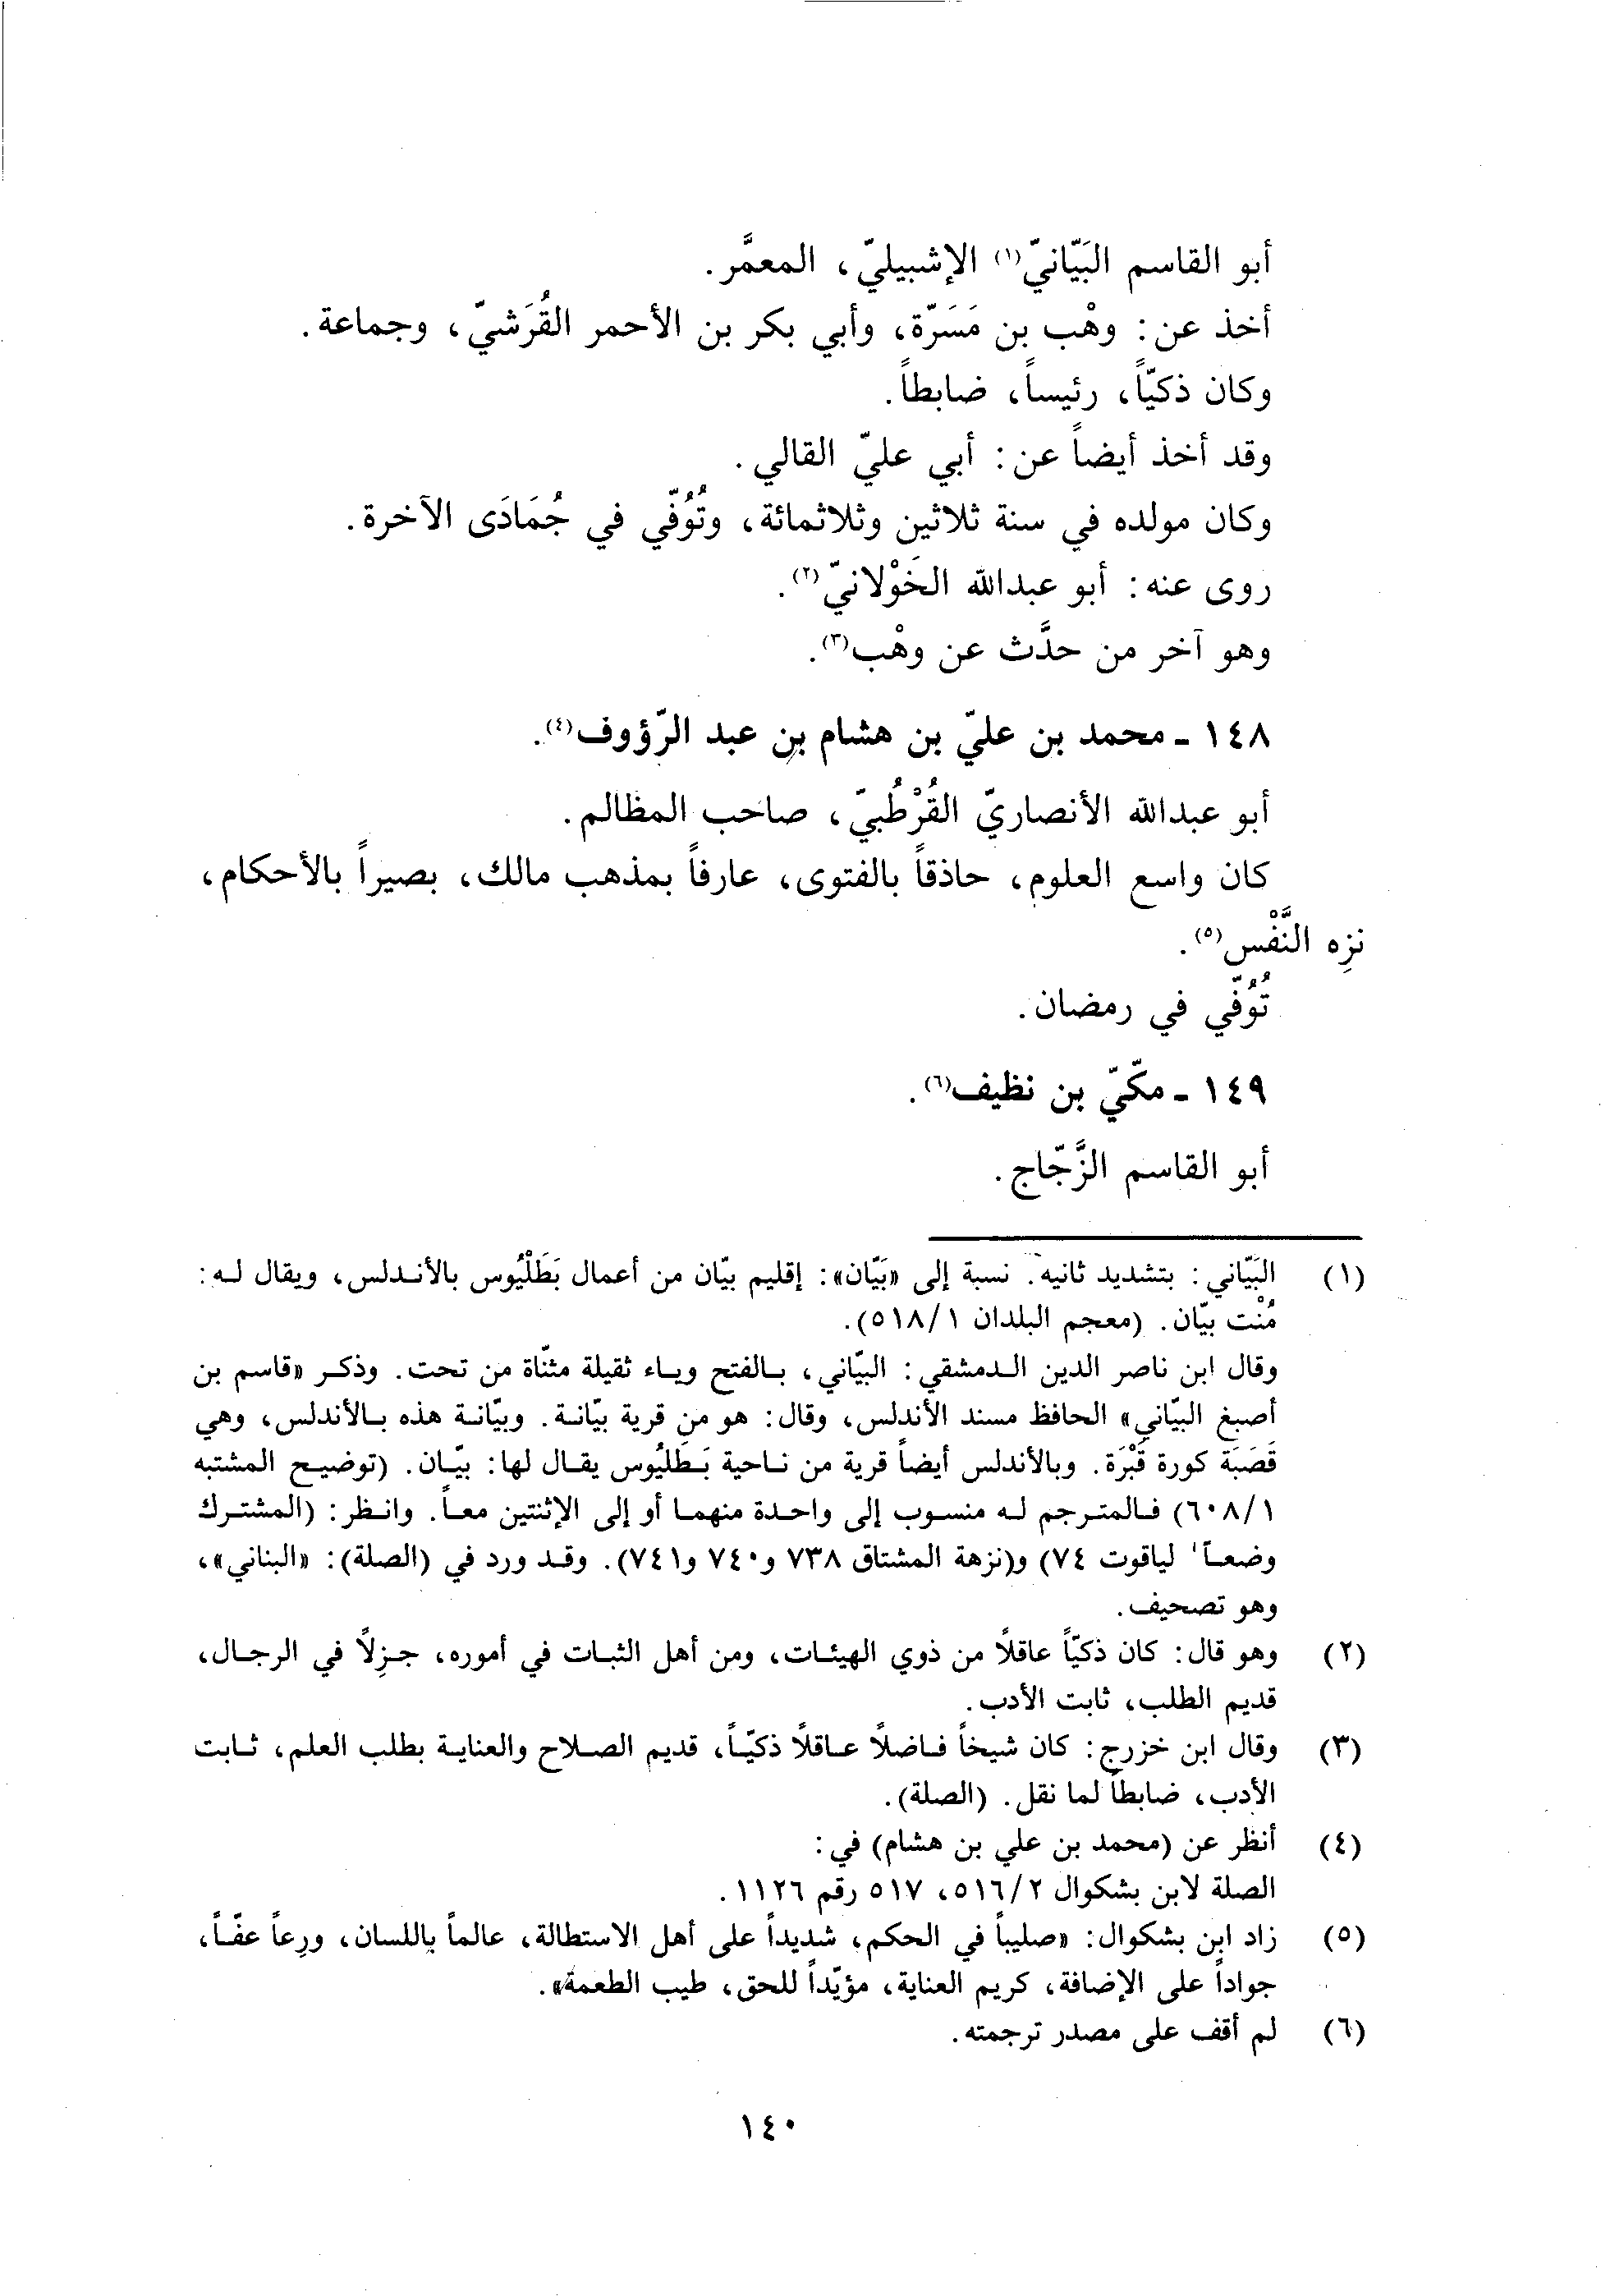 أبو القاسم البَيّانيّ(١) الإشبيليّ، المعمَّر.
أخذ عن: وهْب بن مَسَرّة، وأبي بكر بن الأحمر القُرَشيّ، وجماعة.
وكان ذكيّاً، رئيساً، ضابطاً.
وقد أخذ أيضاً عن: أبي عليّ القالي.
وكان مولده في سنة ثلاثين وثلاثمائة، وتُوُفّي في جُمَادَى الآخرة.
روى عنه: أبو عبدالله الخَوْلانيّ(٢).
وهو آخر من حدَّث عن وهْب(٣).
١٤٨ - محمد بن عليّ بن هشام بن عبد الرّؤوف(٤).
أبو عبدالله الأنصاريّ القُرْطُبيّ، صاحب المظالم.
كان واسع العلوم، حاذقاً بالفتوى، عارفاً بمذهب مالك، بصيراً بالأحكام،
نزِه النَّفْس(٥).
تُوُفّي في رمضان.
١٤٩ - مكّيّ بن نظيف(٦).
أبو القاسم الزَّجّاج.
(١) البَيّاني: بتشديد ثانيه. نسبة إلى «بَيّان»: إقليم بيّان من أعمال بَطَلْيُوس بالأندلس، ويقال له:
مُنْت بيّان. (معجم البلدان ٥١٨/١).
وقال ابن ناصر الدين الدمشقي: البيّاني، بالفتح وياء ثقيلة مثنّاة من تحت. وذكر «قاسم بن
أصبغ البيّاني» الحافظ مسند الأندلس، وقال: هو من قرية بيّانة. وبيّانة هذه بالأندلس، وهي
قَصَبَة كورة قَبْرَة. وبالأندلس أيضاً قرية من ناحية بَطَلْيُوس يقال لها: بيّان. (توضيح المشتبه
٦٠٨/١) فالمترجم له منسوب إلى واحدة منهما أو إلى الإثنتين معاً. وانظر: (المشترك
وضعاً لياقوت ٧٤) و(نزهة المشتاق ٧٣٨ و٧٤٠ و٧٤١). وقد ورد في (الصلة): «البناني»،
وهو تصحيف.
(٢) وهو قال: كان ذكيّاً عاقلًا من ذوي الهيئات، ومن أهل الثبات في أموره، جزِلًا في الرجال،
قديم الطلب، ثابت الأدب.
(٣) وقال ابن خزرج: كان شيخاً فاضلًا عاقلًا ذكيّاً، قديم الصلاح والعناية بطلب العلم، ثابت
الأدب، ضابطاً لما نقل. (الصلة).
(٤) أنظر عن (محمد بن علي بن هشام) في:
الصلة لابن بشكوال ٥١٦/٢، ٥١٧ رقم ١١٢٦.
(٥) زاد ابن بشكوال: «صليباً في الحكم، شديداً على أهل الاستطالة، عالماً باللسان، ورِعاً عفّاً،
جواداً على الإضافة، كريم العناية، مؤيّداً للحق، طيب الطعمة».
(٦) لم أقف على مصدر ترجمته.
١٤٠